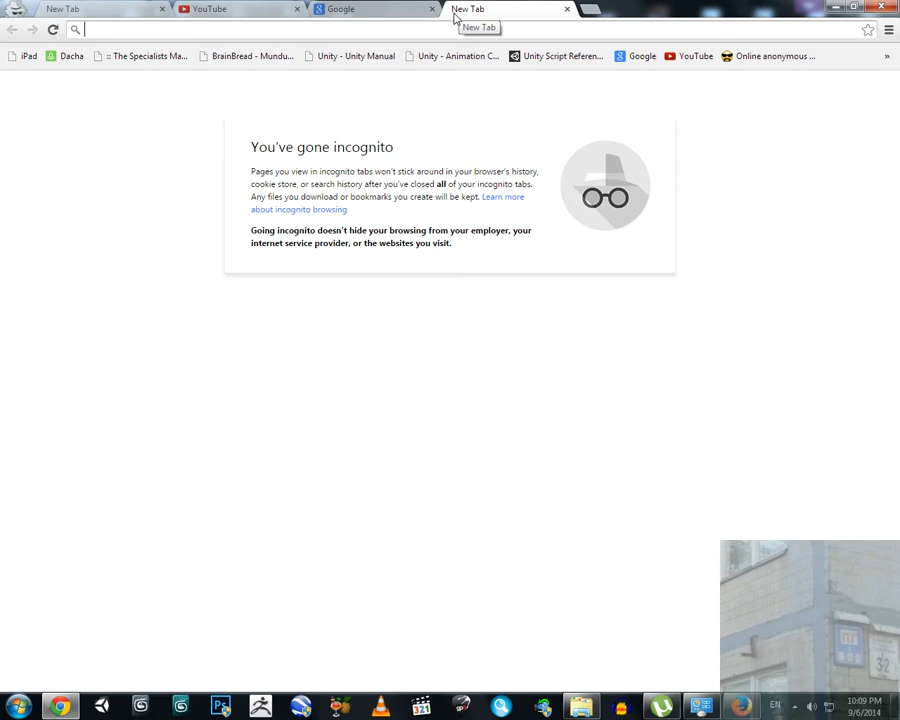 New Tab
YouTube
Google
New Tab
New Tab
iPad
Dacha
:: The Specialists Ma...
BrainBread - Mundu...
Unity - Unity Manual
Unity - Animation C...
Unity Script Referen...
Google
YouTube
Online anonymous ...
»
You've gone incognito
Pages you view in incognito tabs won't stick around in your browser's history,
cookie store, or search history after you've closed all of your incognito tabs.
Any files you download or bookmarks you create will be kept. Learn more
about incognito browsing
Going incognito doesn't hide your browsing from your employer, your
internet service provider, or the websites you visit.
ПГ
32
Ps
321
EN
10:09 PM
9/6/2014